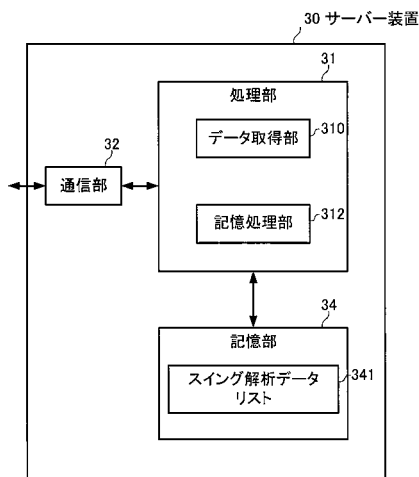 30 サーバー装置
31
処理部
データ取得部
310
32
通信部
記憶処理部
312
34
記憶部
スイング解析データ
リスト
341